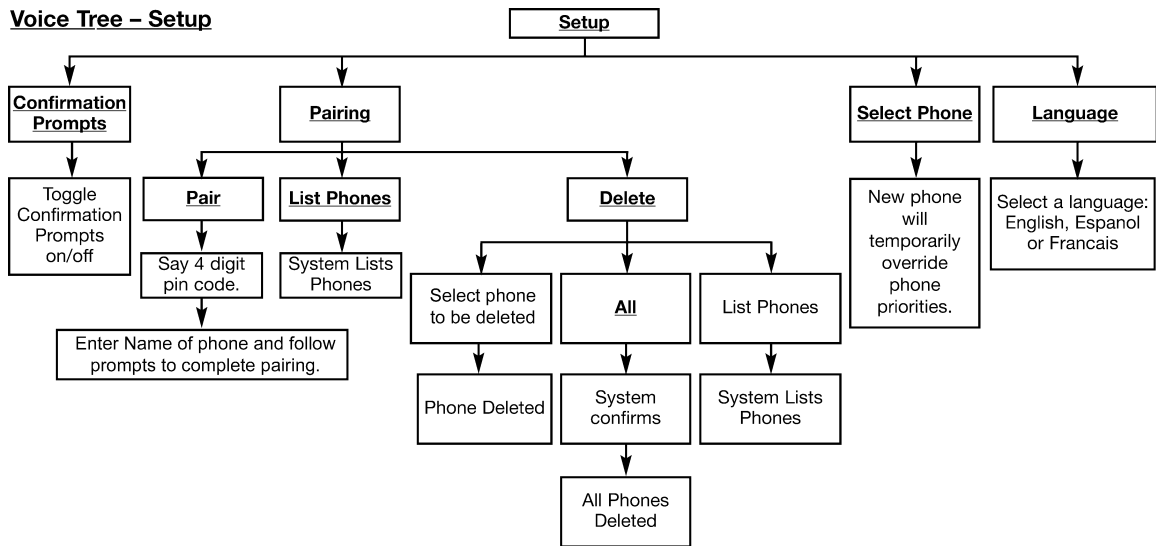 Voice Tree – Setup
Setup
Confirmation
Prompts
Pairing
Select Phone
Language
Toggle
Confirmation
Prompts
on/off
Pair
List Phones
Delete
New phone
will
temporarily
override
phone
priorities.
Select a language:
English, Espanol
or Francais
Say 4 digit
pin code.
System Lists
Phones
Select phone
to be deleted
All
List Phones
Enter Name of phone and follow
prompts to complete pairing.
Phone Deleted
System
confirms
System Lists
Phones
All Phones
Deleted